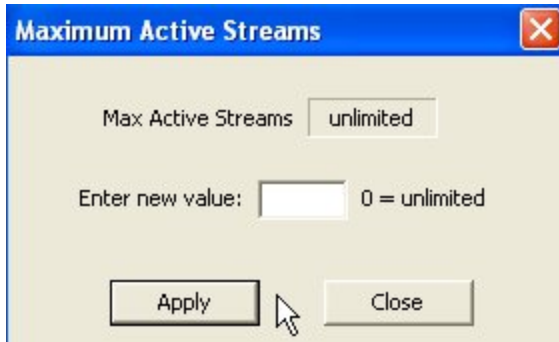 Maximum Active Streams
Max Active Streams unlimited
Enter new value: 0 = unlimited
Apply Close